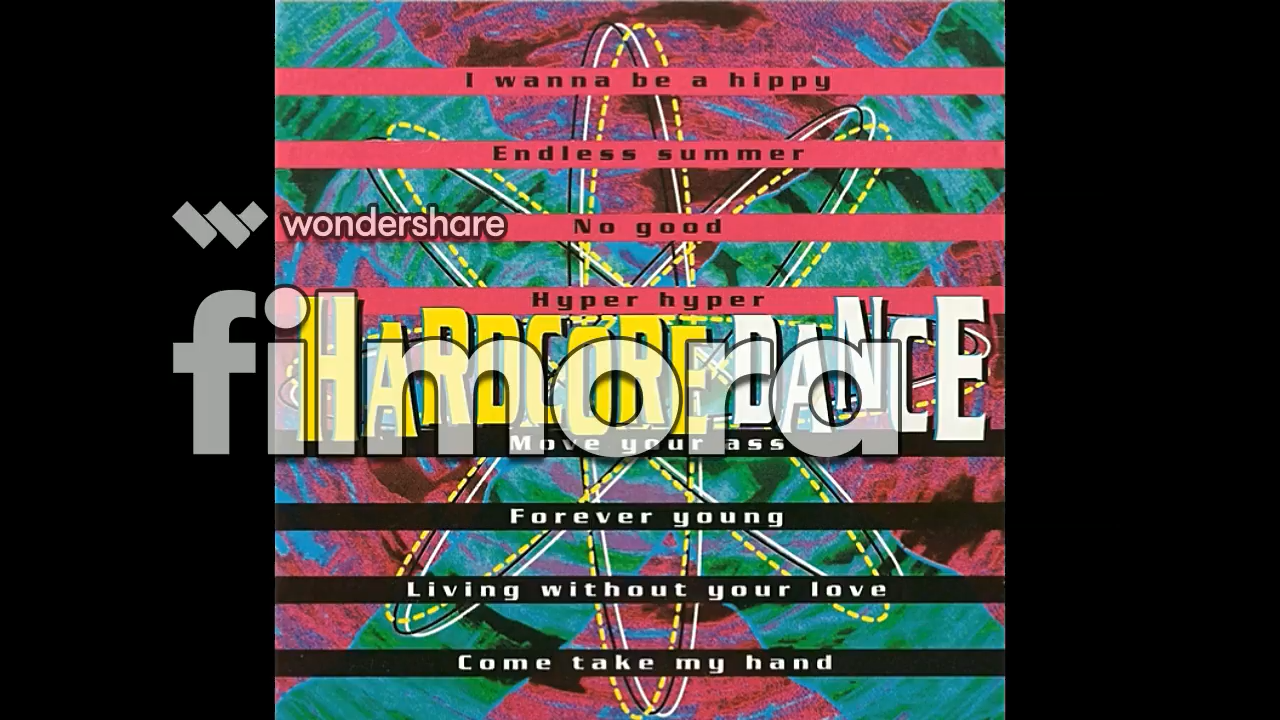 I wanna be a hippy
Endless summer
No good
wondershare
Hyper hyper
HARDCORE DANCE
filmora
Move your ass
Forever young
Living without your love
Come take my hand